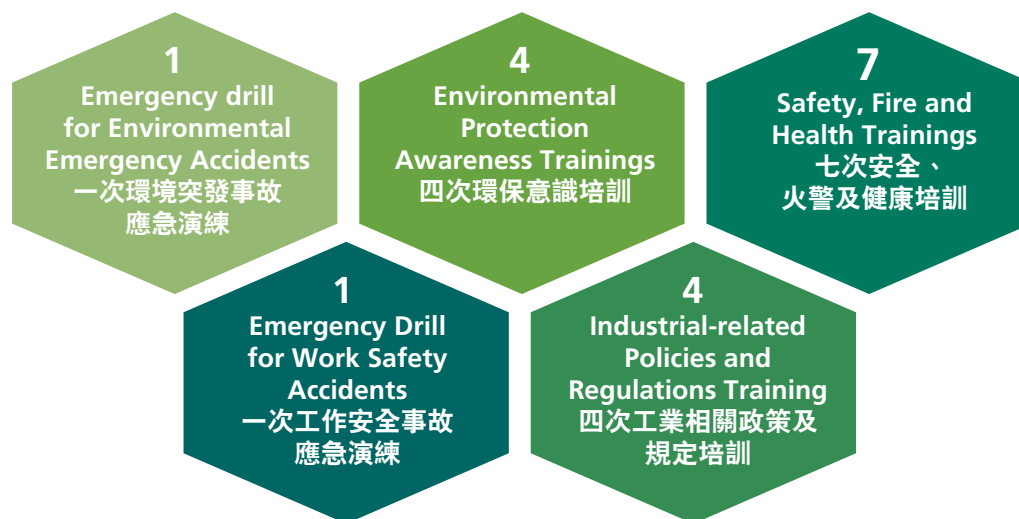 1
Emergency drill
for Environmental
Emergency Accidents
一次環境突發事故
應急演練
4
Environmental
Protection
Awareness Trainings
四次環保意識培訓
7
Safety, Fire and
Health Trainings
七次安全、
火警及健康培訓
1
Emergency Drill
for Work Safety
Accidents
一次工作安全事故
應急演練
4
Industrial-related
Policies and
Regulations Training
四次工業相關政策及
規定培訓